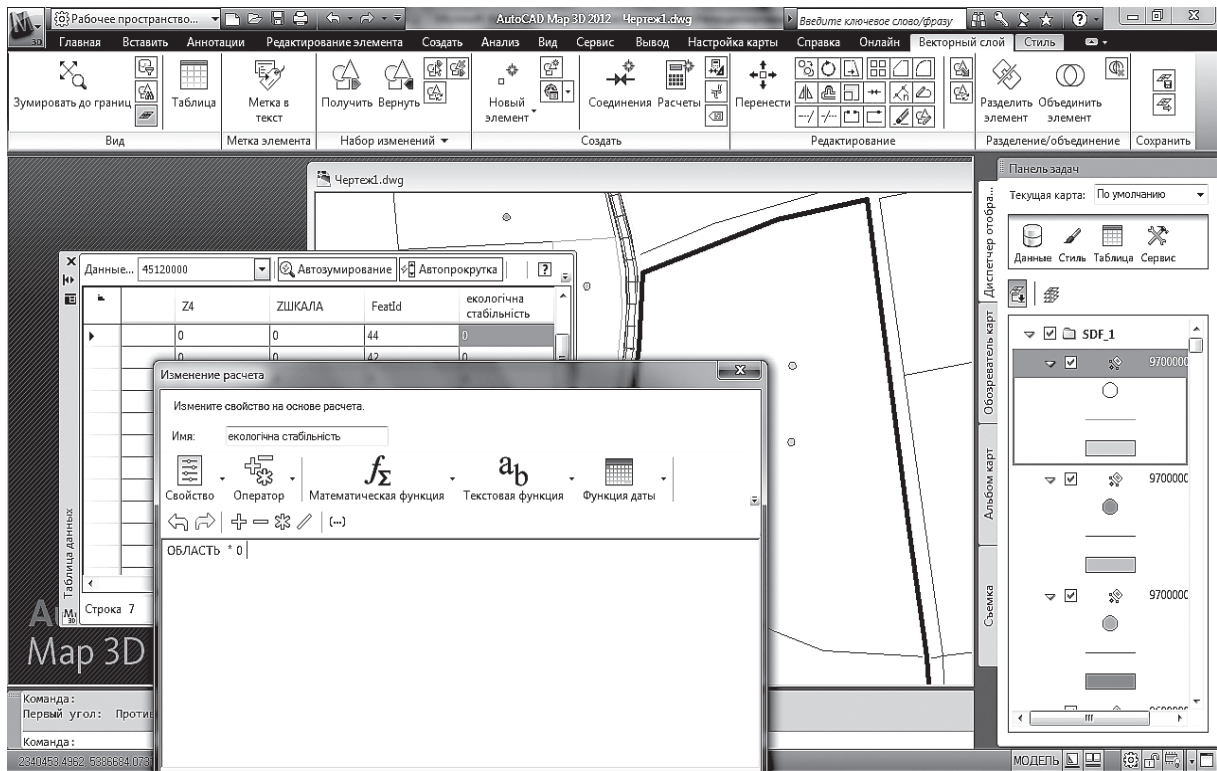 Рабочее пространство...
AutoCAD Map 3D 2012 Чертеж1.dwg
Введите ключевое слово/фразу
3D
Главная Вставить Аннотации Редактирование элемента Создать Анализ Вид Сервис Вывод Настройка карты Справка Онлайн Векторный слой Стиль
Зумировать до границ
Таблица
Метка в текст
Получить Вернуть
Новый элемент
Соединения Расчеты
Перенести
Разделить элемент
Объединить элемент
Вид
Метка элемента
Набор изменений
Создать
Редактирование
Разделение/объединение
Сохранить
Чертеж1.dwg
Данные... 45120000 Автозумирование Автопрокрутка ?
Z4 ZШКАЛА FeatId екологічна стабільність
0 0 44 0
0 0 42 0
Строка 7
Таблица данных
Изменение расчета
Измените свойство на основе расчета.
Имя: екологічна стабільність
Свойство Оператор Математическая функция Текстовая функция Функция даты
ОБЛАСТЬ * 0
Map 3D
Команда:
Первый угол:
Команда:
Панель задач
Текущая карта: По умолчанию
Данные Стиль Таблица Сервис
Диспетчер отобра...
Обозреватель карт
Альбом карт
Съемка
SDF_1
9700000
970000
970000
МОДЕЛЬ